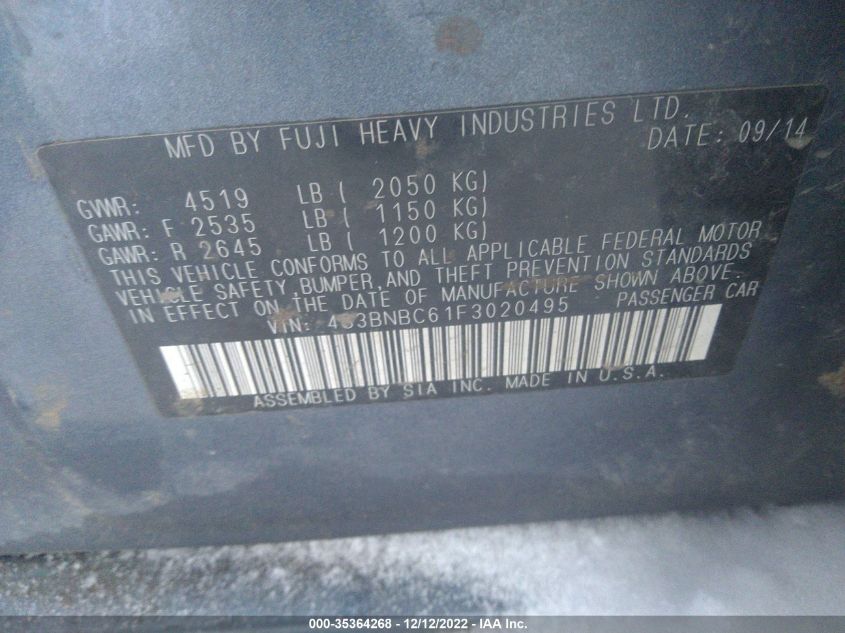 MFD BY FUJI HEAVY INDUSTRIES LTD.
DATE: 09/14
GVWR: 4519 LB ( 2050 KG)
GAWR: F 2535 LB ( 1150 KG)
GAWR: R 2645 LB ( 1200 KG)
THIS VEHICLE CONFORMS TO ALL APPLICABLE FEDERAL MOTOR
VEHICLE SAFETY, BUMPER, AND THEFT PREVENTION STANDARDS
IN EFFECT ON THE DATE OF MANUFACTURE SHOWN ABOVE.
VIN: 4S3BNBC61F3020495 PASSENGER CAR
ASSEMBLED BY SIA INC. MADE IN U.S.A.
000-35364268 - 12/12/2022 - IAA Inc.